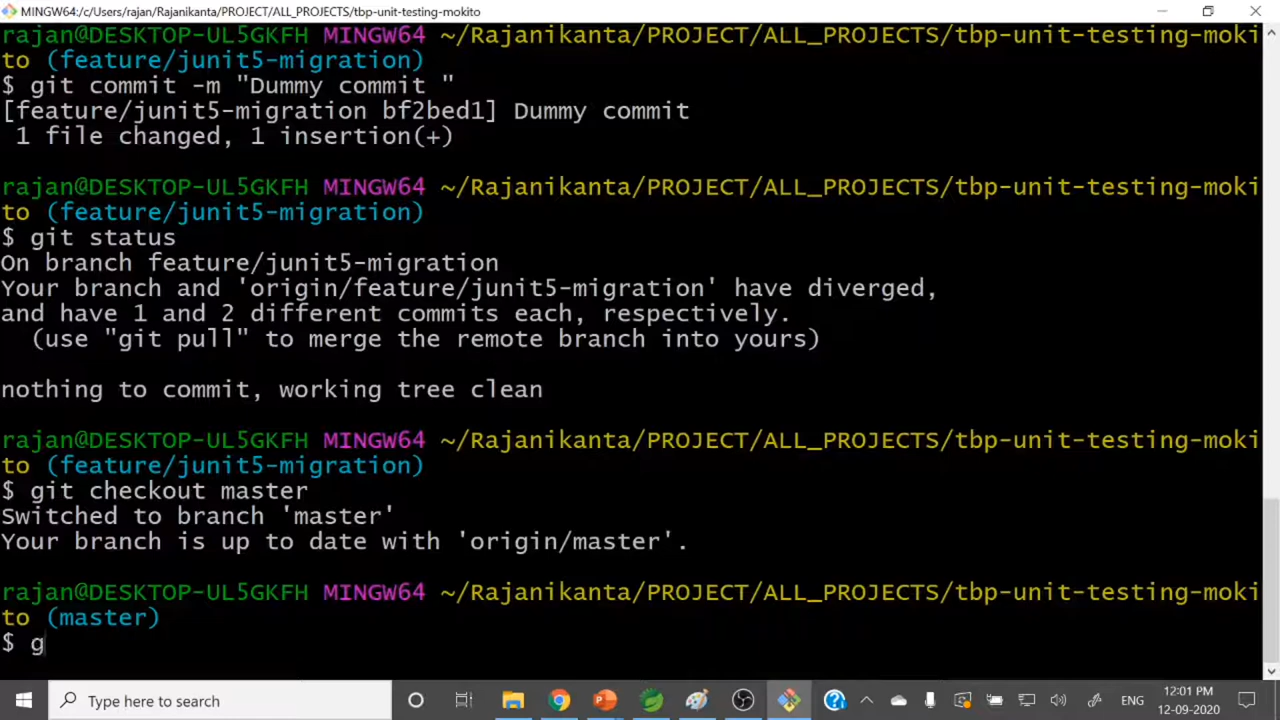 MINGW64:/c/Users/rajan/Rajanikanta/PROJECT/ALL_PROJECTS/tbp-unit-testing-mokito
rajan@DESKTOP-UL5GKFH MINGW64 ~/Rajanikanta/PROJECT/ALL_PROJECTS/tbp-unit-testing-moki
to (feature/junit5-migration)
$ git commit -m "Dummy commit "
[feature/junit5-migration bf2bed1] Dummy commit
1 file changed, 1 insertion(+)
rajan@DESKTOP-UL5GKFH MINGW64 ~/Rajanikanta/PROJECT/ALL_PROJECTS/tbp-unit-testing-moki
to (feature/junit5-migration)
$ git status
On branch feature/junit5-migration
Your branch and 'origin/feature/junit5-migration' have diverged,
and have 1 and 2 different commits each, respectively.
(use "git pull" to merge the remote branch into yours)
nothing to commit, working tree clean
rajan@DESKTOP-UL5GKFH MINGW64 ~/Rajanikanta/PROJECT/ALL_PROJECTS/tbp-unit-testing-moki
to (feature/junit5-migration)
$ git checkout master
Switched to branch 'master'
Your branch is up to date with 'origin/master'.
rajan@DESKTOP-UL5GKFH MINGW64 ~/Rajanikanta/PROJECT/ALL_PROJECTS/tbp-unit-testing-moki
to (master)
$ g
Type here to search
ENG
12:01 PM
12-09-2020